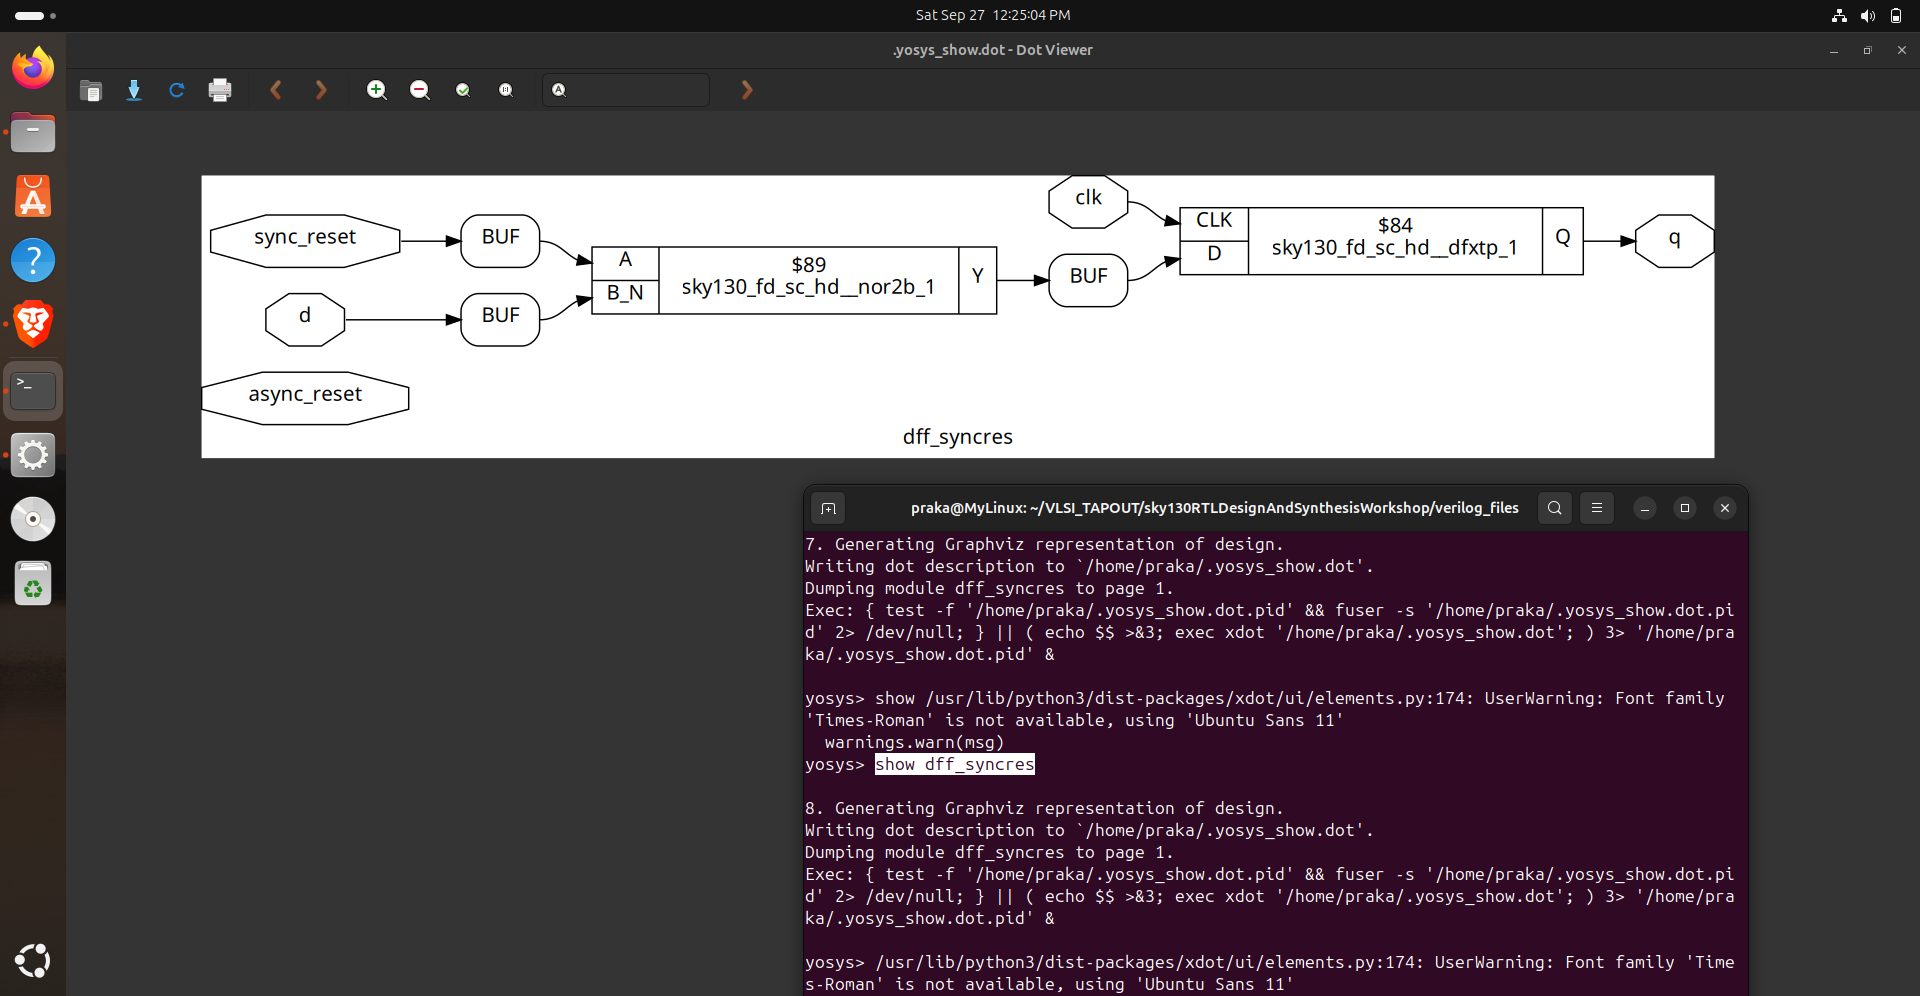 Sat Sep 27 12:25:04 PM
.yosys_show.dot - Dot Viewer
A
sync_reset
BUF
A
B_N
$89
sky130_fd_sc_hd__nor2b_1
Y
clk
BUF
CLK
D
$84
sky130_fd_sc_hd__dfxtp_1
Q
q
d
BUF
async_reset
dff_syncres
praka@MyLinux: ~/VLSI_TAPOUT/sky130RTLDesignAndSynthesisWorkshop/verilog_files
7. Generating Graphviz representation of design.
Writing dot description to `/home/praka/.yosys_show.dot'.
Dumping module dff_syncres to page 1.
Exec: { test -f '/home/praka/.yosys_show.dot.pid' && fuser -s '/home/praka/.yosys_show.dot.pi
d' 2> /dev/null; } || ( echo $$ >&3; exec xdot '/home/praka/.yosys_show.dot'; ) 3> '/home/pra
ka/.yosys_show.dot.pid' &
yosys> show /usr/lib/python3/dist-packages/xdot/ui/elements.py:174: UserWarning: Font family
'Times-Roman' is not available, using 'Ubuntu Sans 11'
warnings.warn(msg)
yosys> show dff_syncres
8. Generating Graphviz representation of design.
Writing dot description to `/home/praka/.yosys_show.dot'.
Dumping module dff_syncres to page 1.
Exec: { test -f '/home/praka/.yosys_show.dot.pid' && fuser -s '/home/praka/.yosys_show.dot.pi
d' 2> /dev/null; } || ( echo $$ >&3; exec xdot '/home/praka/.yosys_show.dot'; ) 3> '/home/pra
ka/.yosys_show.dot.pid' &
yosys> /usr/lib/python3/dist-packages/xdot/ui/elements.py:174: UserWarning: Font family 'Time
s-Roman' is not available, using 'Ubuntu Sans 11'